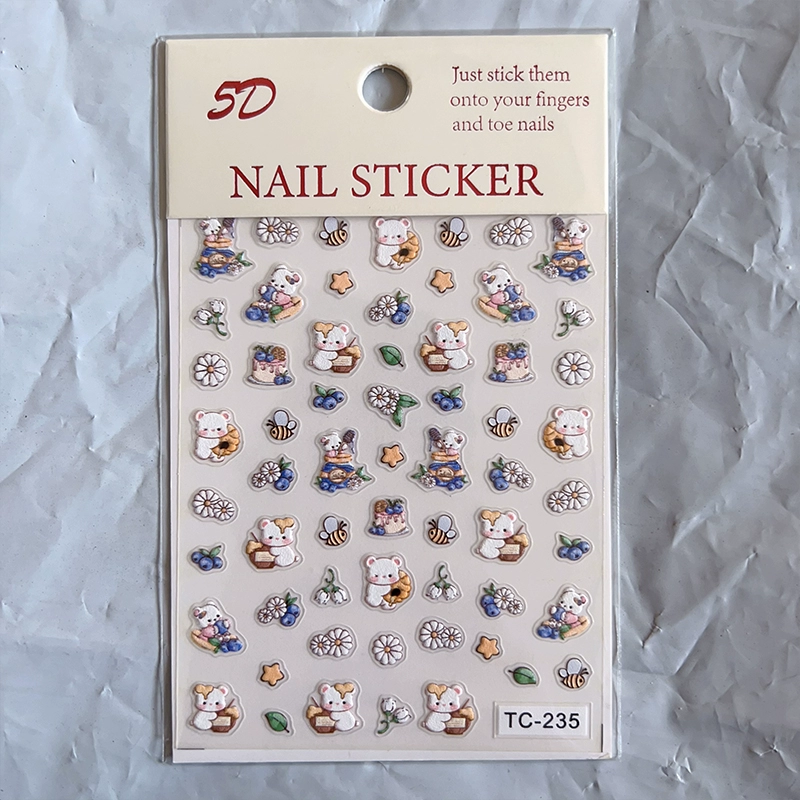 5D
Just stick them
onto your fingers
and toe nails
NAIL STICKER
TC-235